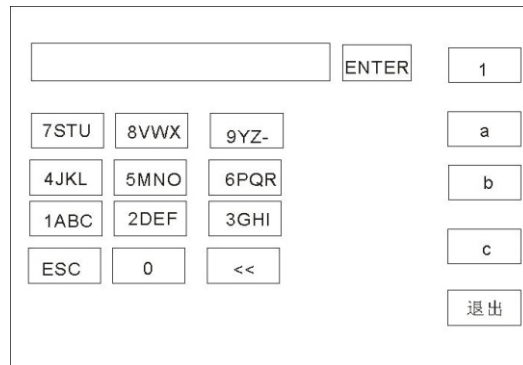 ENTER
1
7STU 8VWX 9YZ-
a
4JKL 5MNO 6PQR
b
1ABC 2DEF 3GHI
c
ESC 0 <<
退出